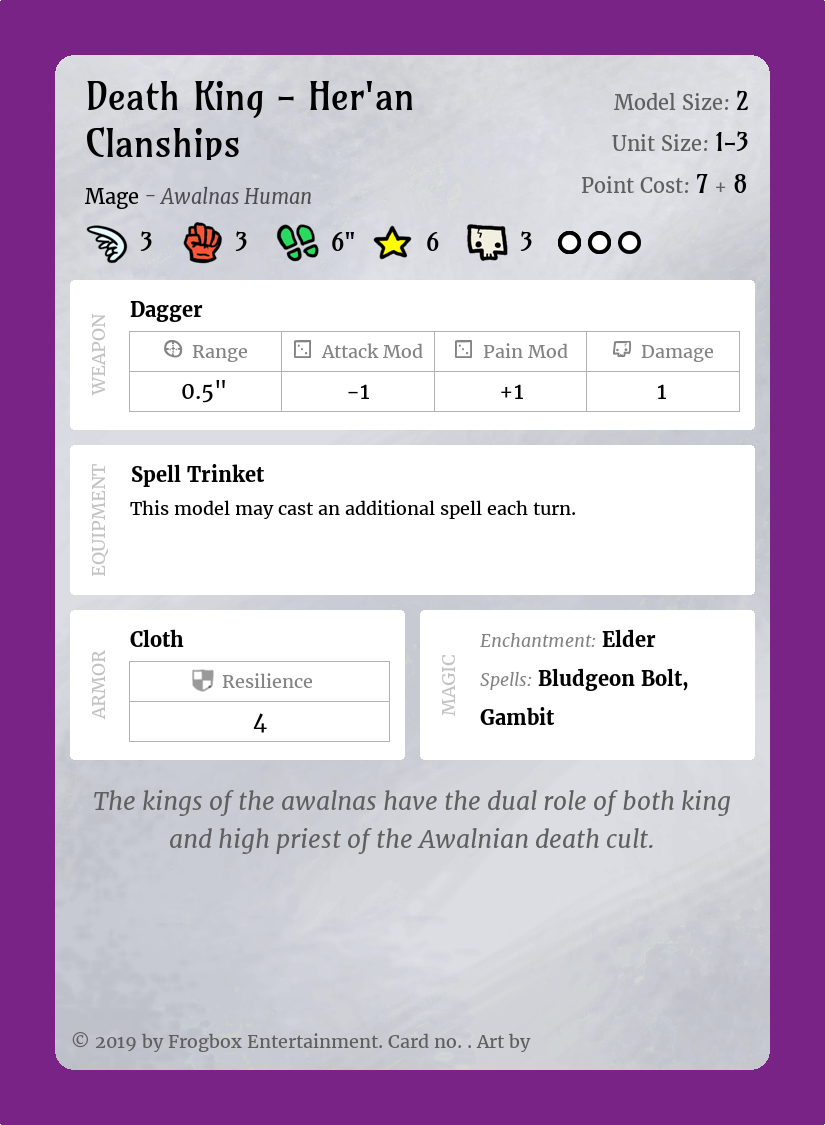 Death King – Her'an
Clanships
Model Size: 2
Unit Size: 1–3
Point Cost: 7 + 8
Mage – Awalnas Human
3 3 6" 6 3
WEAPON
Dagger
Range Attack Mod Pain Mod Damage
0.5" -1 +1 1
EQUIPMENT
Spell Trinket
This model may cast an additional spell each turn.
ARMOR
Cloth
Resilience
4
MAGIC
Enchantment: Elder
Spells: Bludgeon Bolt,
Gambit
The kings of the awalnas have the dual role of both king
and high priest of the Awalnian death cult.
© 2019 by Frogbox Entertainment. Card no. . Art by